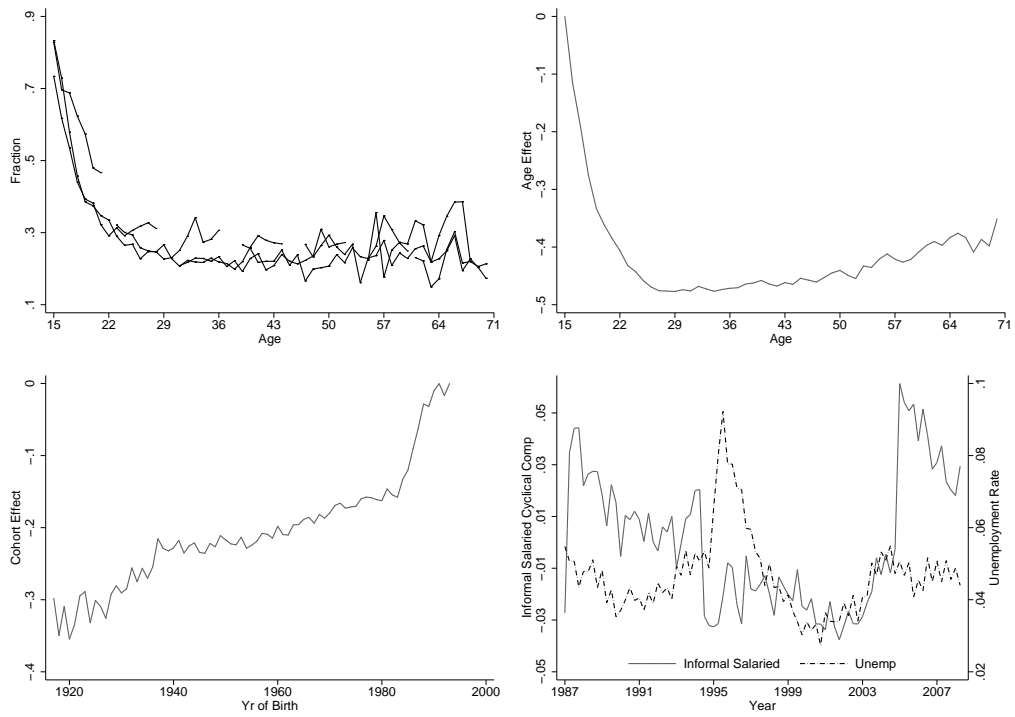 .9
.7
.5
.3
.1
Fraction
15 22 29 36 43 50 57 64 71
Age
0
-.1
-.2
-.3
-.4
-.5
Age Effect
15 22 29 36 43 50 57 64 71
Age
0
-.1
-.2
-.3
-.4
Cohort Effect
1920 1940 1960 1980 2000
Yr of Birth
.05
.03
.01
-.01
-.03
-.05
Informal Salaried Cyclical Comp
.1
.08
.06
.04
.02
Unemployment Rate
Informal Salaried Unemp
1987 1991 1995 1999 2003 2007
Year